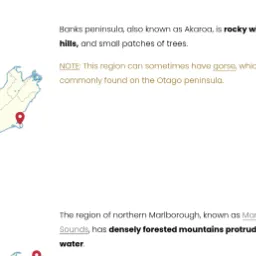 Banks peninsula, also known as Akaroa, is rocky w
hills, and small patches of trees.
NOTE: This region can sometimes have gorse, whic
commonly found on the Otago peninsula.
The region of northern Marlborough, known as Mar
Sounds, has densely forested mountains protrud
water.